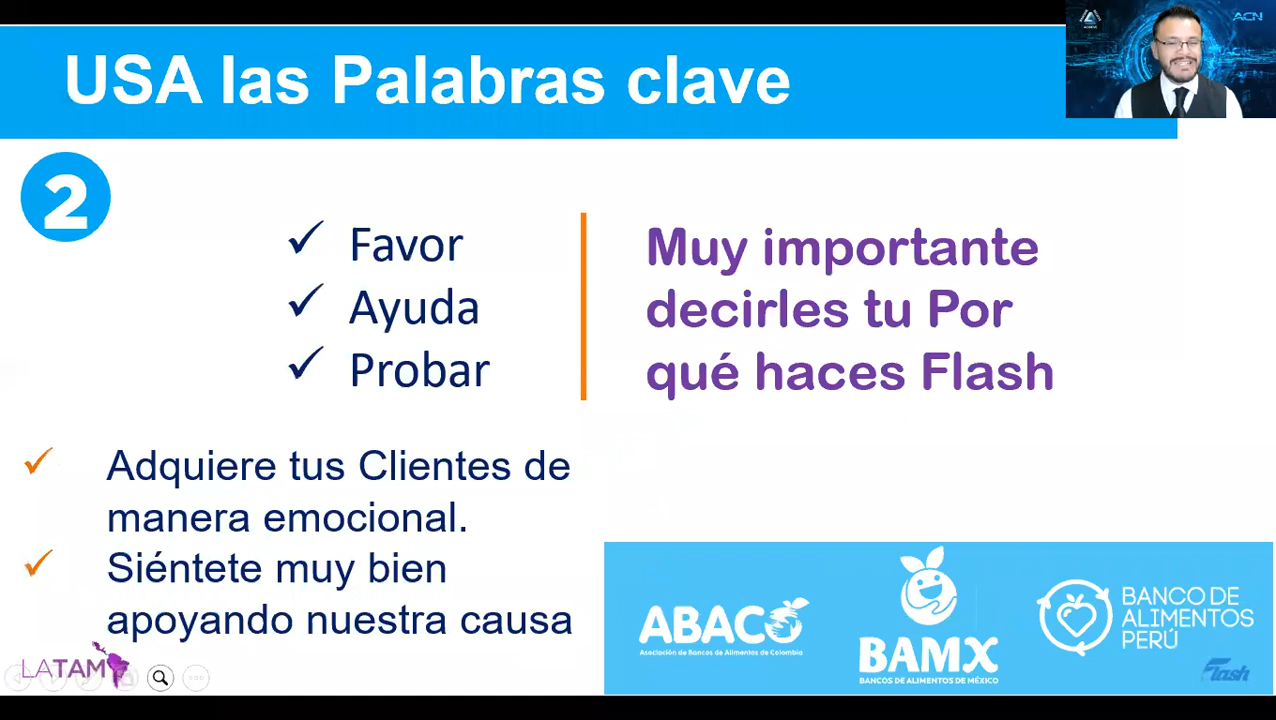 USA las Palabras clave
ACN
2
✓ Favor
✓ Ayuda
✓ Probar
Muy importante
decirles tu Por
qué haces Flash
✓ Adquiere tus Clientes de
manera emocional.
✓ Siéntete muy bien
apoyando nuestra causa
ABACO
Asociación de Bancos de Alimentos de Colombia
BAMX
BANCOS DE ALIMENTOS DE MÉXICO
BANCO DE
ALIMENTOS
PERÚ
LATAM
Flash